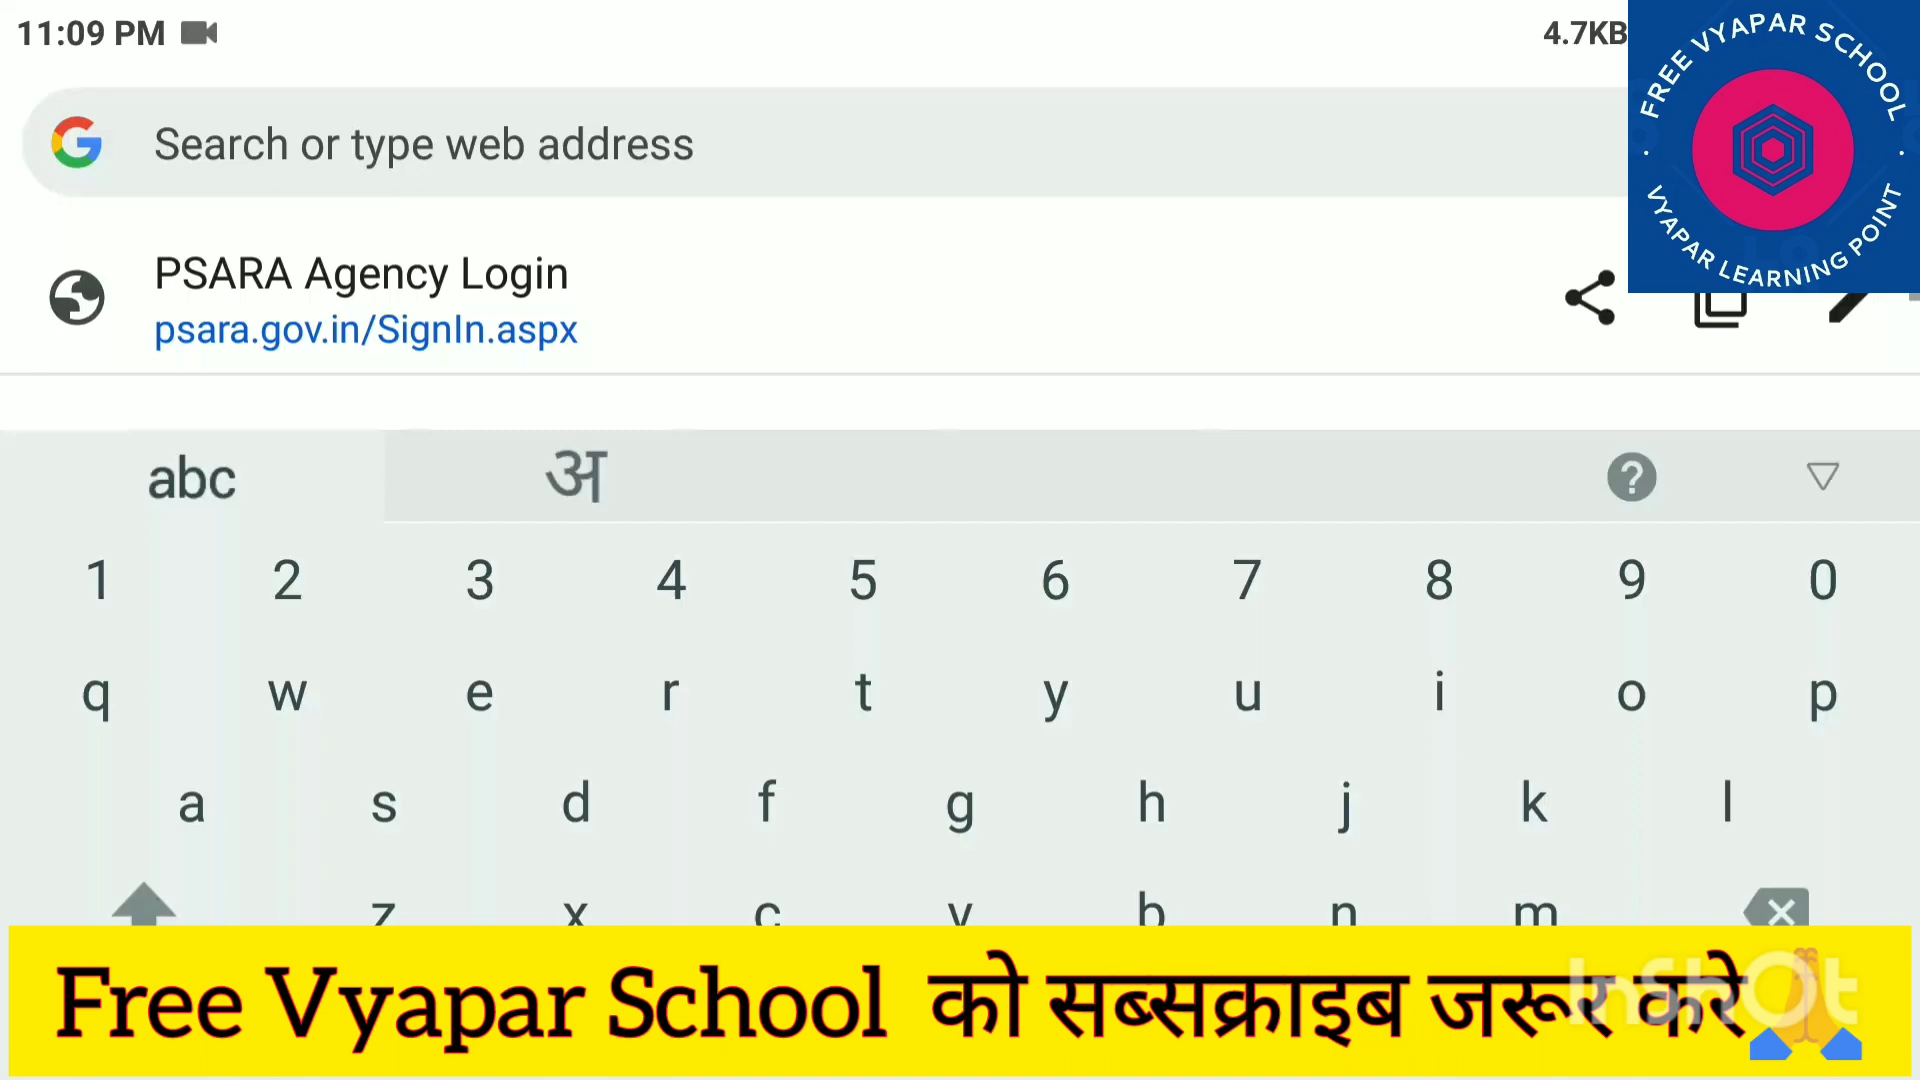 11:09 PM
4.7KB
FREE VYAPAR SCHOOL
VYAPAR LEARNING POINT
Search or type web address
PSARA Agency Login
psara.gov.in/SignIn.aspx
abc अ ?
1 2 3 4 5 6 7 8 9 0
q w e r t y u i o p
a s d f g h j k l
z x c v b n m
Free Vyapar School को सब्सक्राइब जरूर करे
InShOt